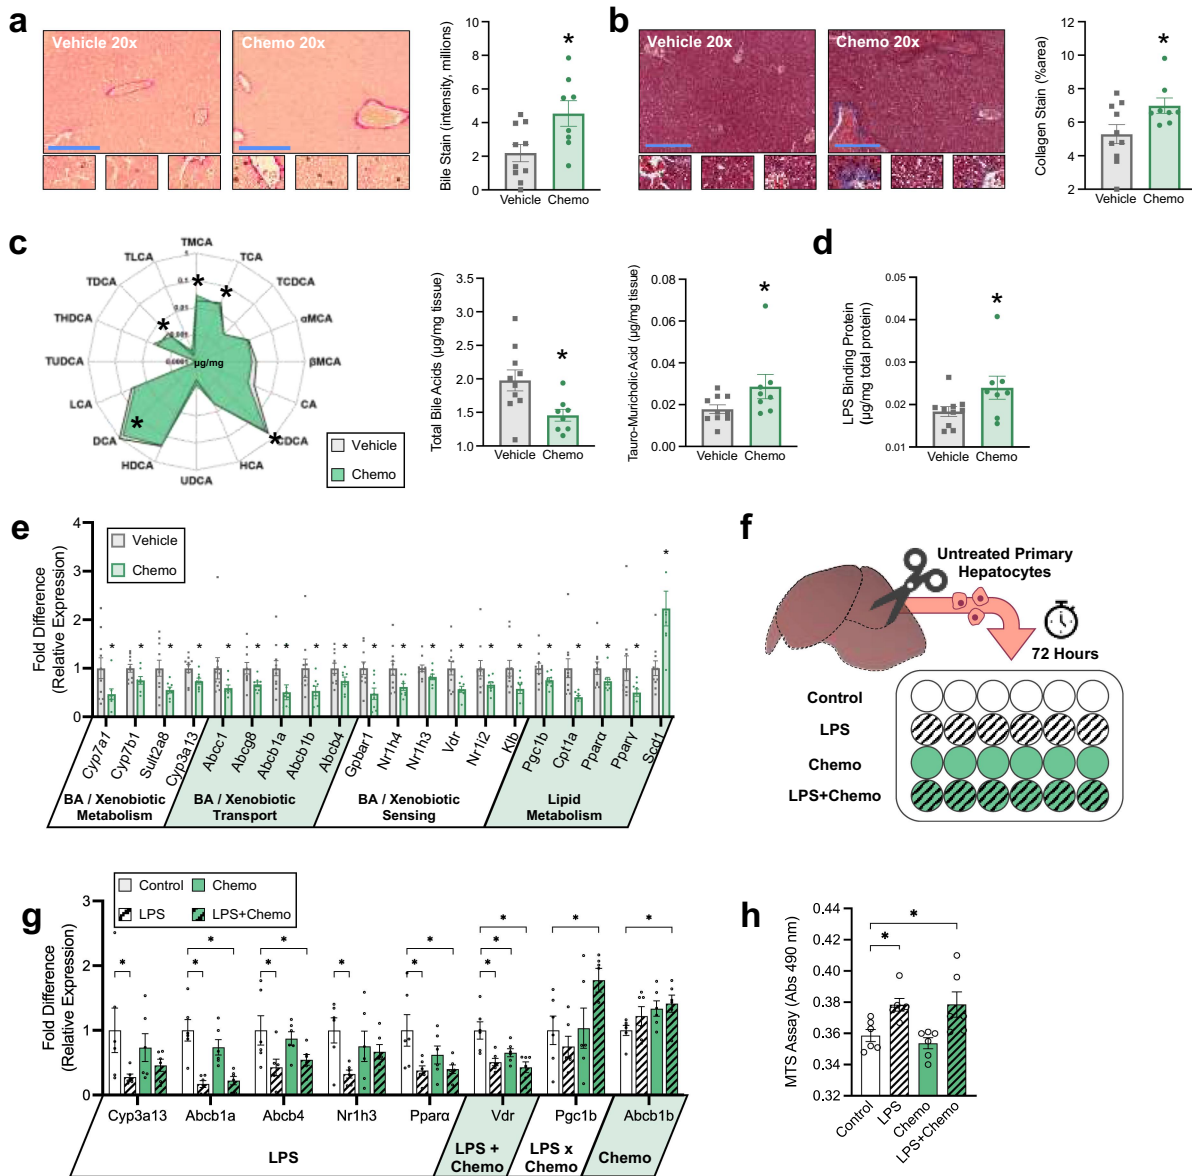 a
Vehicle 20x
Chemo 20x
Bile Stain (intensity, millions)
10
8
6
4
2
0
*
Vehicle
Chemo
b
Vehicle 20x
Chemo 20x
Collagen Stain (%area)
12
10
8
6
4
2
*
Vehicle
Chemo
c
TMCA
TCA
TCDCA
αMCA
βMCA
CA
CDCA
HCA
UDCA
HDCA
DCA
LCA
TUDCA
THDCA
TDCA
TLCA
1
0.1
0.0001
µg/mg
* * * * *
Vehicle
Chemo
Total Bile Acids (µg/mg tissue)
3.5
3.0
2.5
2.0
1.5
1.0
*
Vehicle
Chemo
Tauro-Muricholic Acid (µg/mg tissue)
0.08
0.06
0.04
0.02
0.00
*
Vehicle
Chemo
d
LPS Binding Protein
(µg/mg total protein)
0.05
0.04
0.03
0.02
0.01
*
Vehicle
Chemo
e
Vehicle
Chemo
Fold Difference
(Relative Expression)
4
3
2
1
0
* * * * * * * * * * * * * * * * * * * *
Cyp7a1
Cyp7b1
Sult2a8
Cyp3a13
Abcc1
Abcg8
Abcb1a
Abcb1b
Abcb4
Gpbar1
Nr1h4
Nr1h3
Vdr
Nr1i2
Klb
Pgc1b
Cpt1a
Pparα
Pparγ
Scd1
BA / Xenobiotic
Metabolism
BA / Xenobiotic
Transport
BA / Xenobiotic
Sensing
Lipid
Metabolism
f
Untreated Primary
Hepatocytes
72 Hours
Control
LPS
Chemo
LPS+Chemo
g
Control
Chemo
LPS
LPS+Chemo
Fold Difference
(Relative Expression)
3
2
1
0
* * * * * * * * * * * * *
Cyp3a13
Abcb1a
Abcb4
Nr1h3
Pparα
Vdr
Pgc1b
Abcb1b
LPS
LPS +
Chemo
LPS x
Chemo
Chemo
h
MTS Assay (Abs 490 nm)
0.44
0.42
0.40
0.38
0.36
0.34
0.32
* *
Control
LPS
Chemo
LPS+Chemo